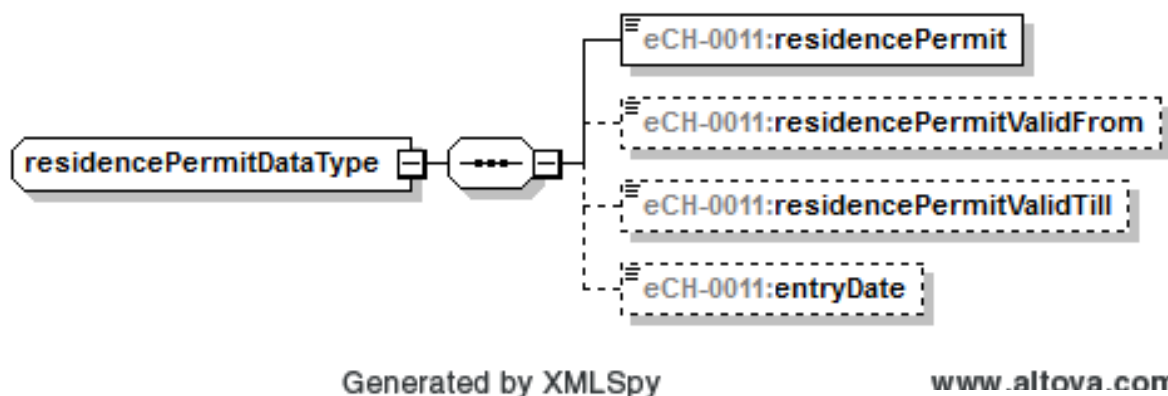 eCH-0011:residencePermit
eCH-0011:residencePermitValidFrom
residencePermitDataType
eCH-0011:residencePermitValidTill
eCH-0011:entryDate
Generated by XMLSpy www.altova.com